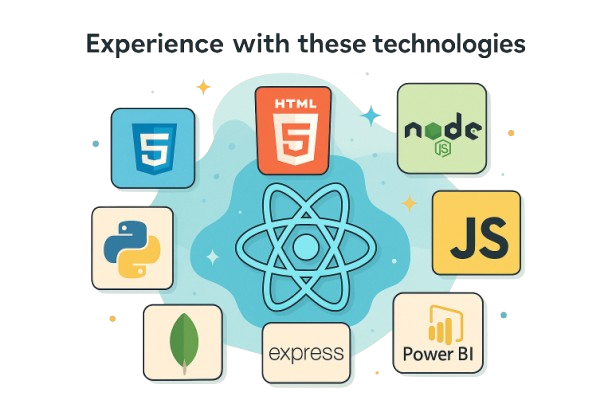 Experience with these technologies
HTML
5
5
node
JS
JS
express
Power BI